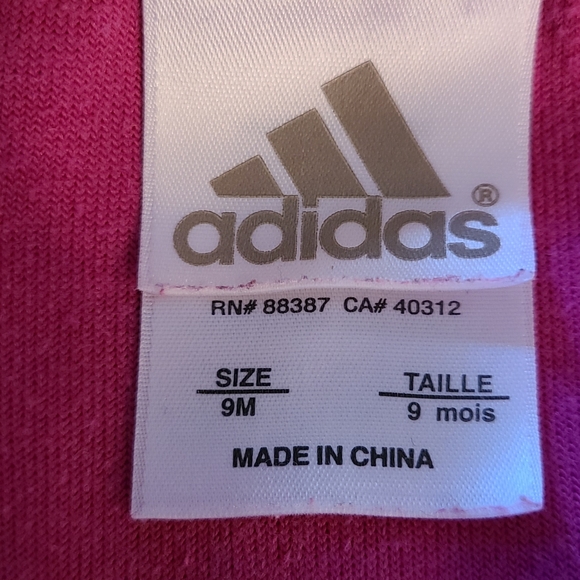 adidas®
RN# 88387 CA# 40312
SIZE TAILLE
9M 9 mois
MADE IN CHINA